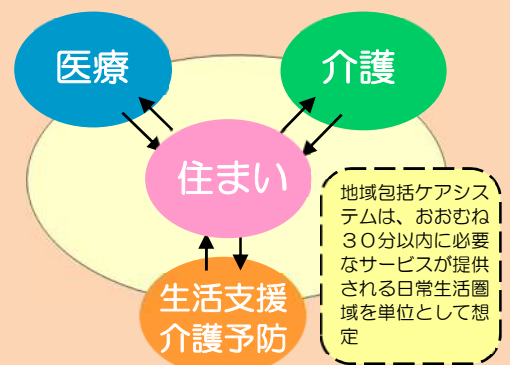 医療
介護
住まい
地域包括ケアシス
テムは、おおむね
３０分以内に必要
なサービスが提供
される日常生活圏
域を単位として想
定
生活支援
介護予防